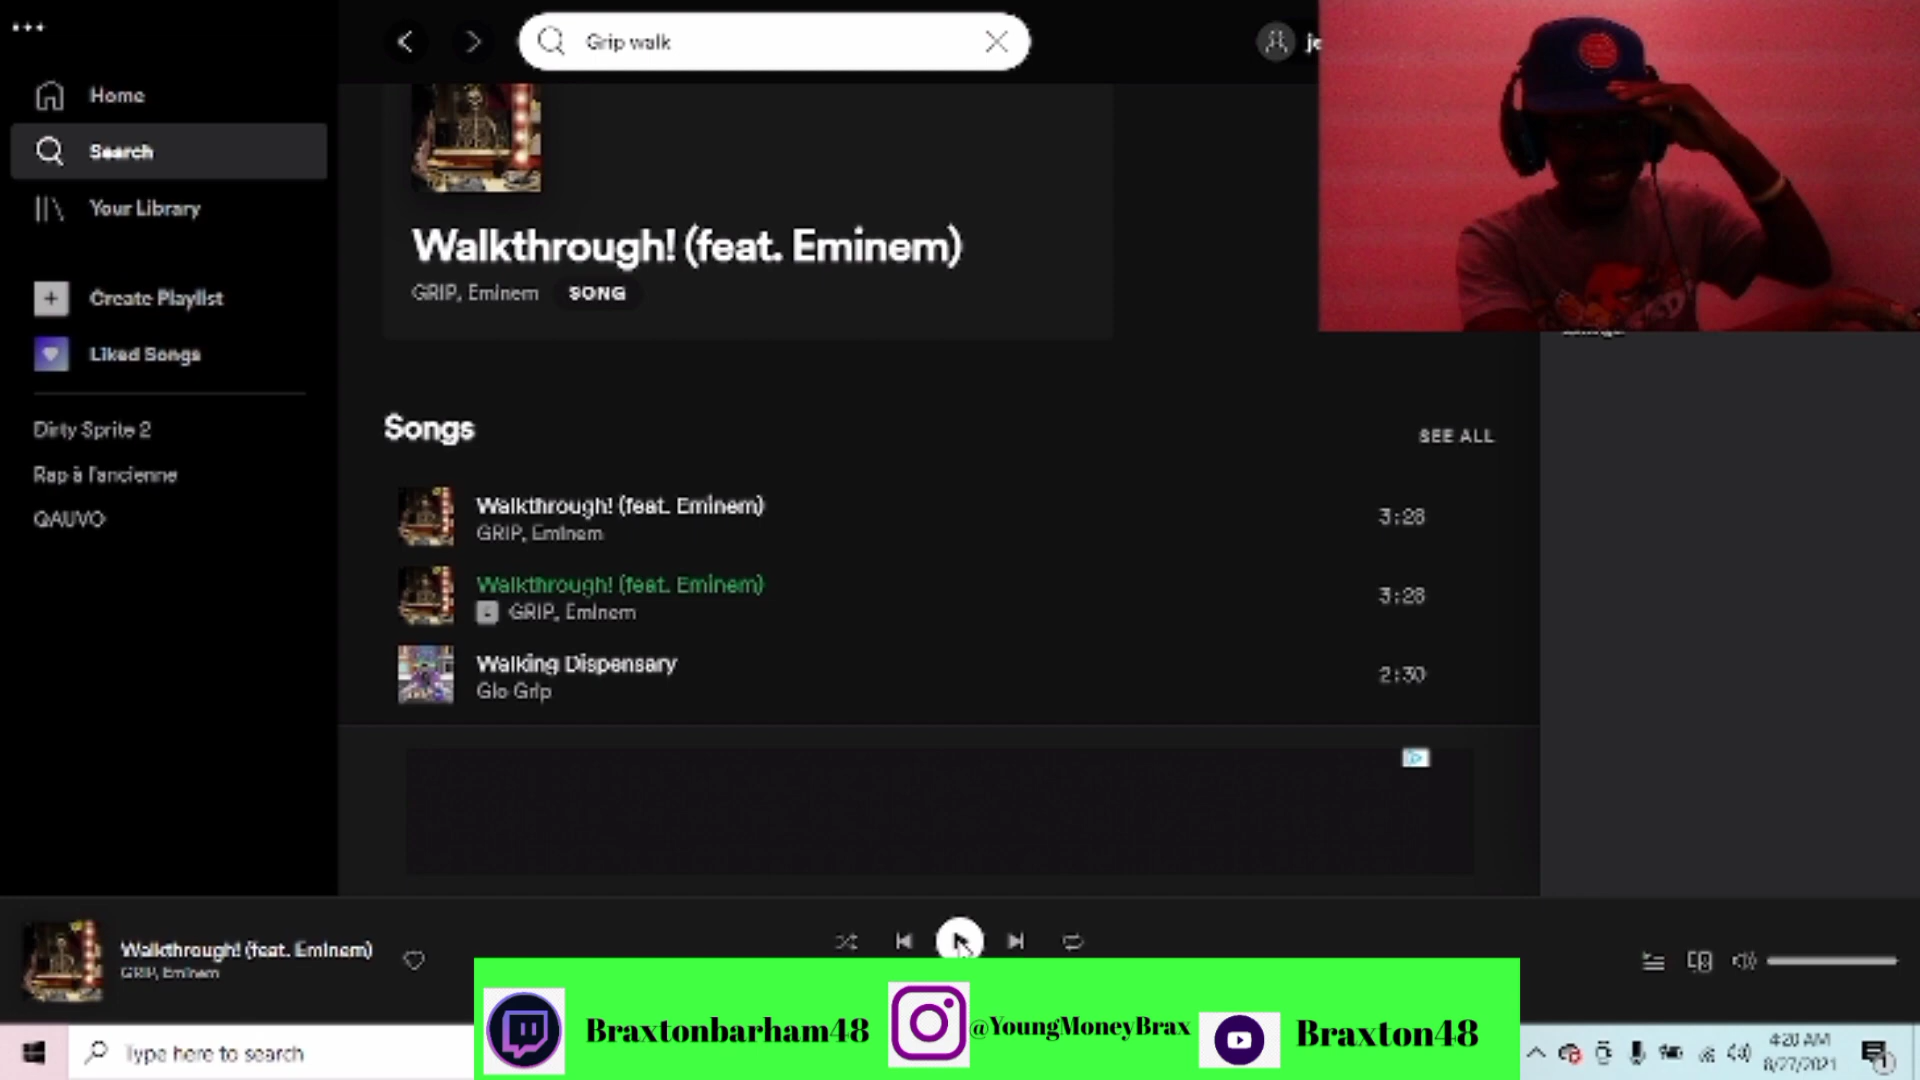 Grip walk
je
Home
Search
Your Library
Create Playlist
Liked Songs
Dirty Sprite 2
Rap à l'ancienne
QAUVO
Walkthrough! (feat. Eminem)
GRIP, Eminem SONG
Songs
SEE ALL
Walkthrough! (feat. Eminem)
GRIP, Eminem
3:28
Walkthrough! (feat. Eminem)
GRIP, Eminem
3:28
Walking Dispensary
Glo Grip
2:30
Walkthrough! (feat. Eminem)
GRIP, Eminem
Braxtonbarham48
@YoungMoneyBrax
Braxton48
Type here to search
4:20 AM
8/27/2021